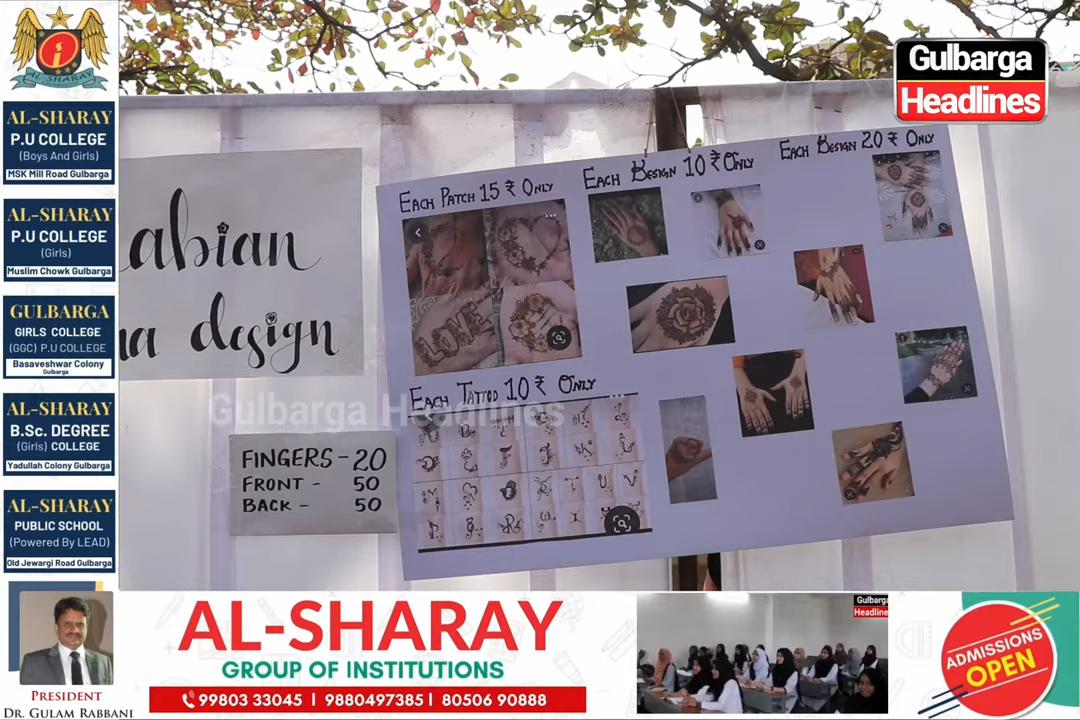 AL SHARAY
AL-SHARAY
P.U COLLEGE
(Boys And Girls)
MSK Mill Road Gulbarga
AL-SHARAY
P.U COLLEGE
(Girls)
Muslim Chowk Gulbarga
GULBARGA
GIRLS COLLEGE
(GGC) P.U COLLEGE
Basaveshwar Colony
Gulbarga
AL-SHARAY
B.Sc. DEGREE
(Girls) COLLEGE
Yadullah Colony Gulbarga
AL-SHARAY
PUBLIC SCHOOL
(Powered By LEAD)
Old Jewargi Road Gulbarga
PRESIDENT
DR. GULAM RABBANI
Gulbarga
Headlines
abian
na design
FINGERS - 20
FRONT - 50
BACK - 50
EACH PATCH 15 ₹ ONLY
LOVE
EACH TATTOO 10 ₹ ONLY
EACH DESIGN 10 ₹ ONLY
EACH DESIGN 20 ₹ ONLY
Gulbarga Headlines
AL-SHARAY
GROUP OF INSTITUTIONS
99803 33045 | 9880497385 | 80506 90888
Gulbarga
Headlines
ADMISSIONS
OPEN